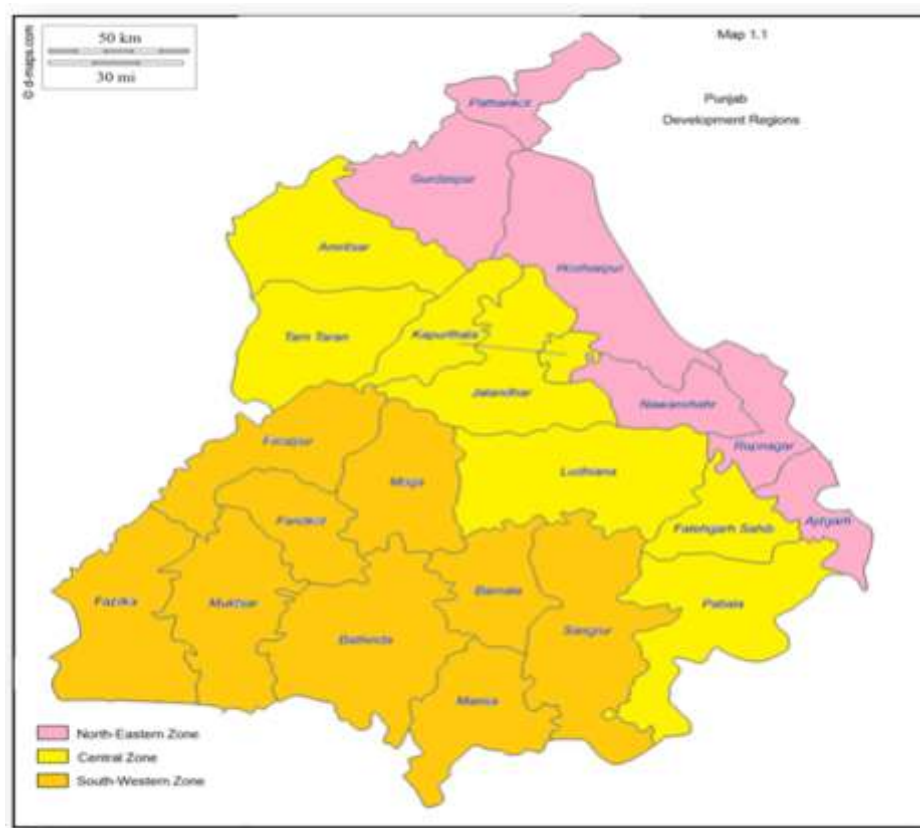 50 km
30 mi
© d-maps.com
Map 1.1
Punjab
Development Regions
Pathankot
Gurdaspur
Amritsar
Hoshiarpur
Tarn Taran
Kapurthala
Jalandhar
Nawanshehr
Rupnagar
Firozpur
Moga
Ludhiana
Faridkot
Fatehgarh Sahib
Fazilka
Muktsar
Barnala
Patiala
Bathinda
Sangrur
Mansa
North-Eastern Zone
Central Zone
South-Western Zone